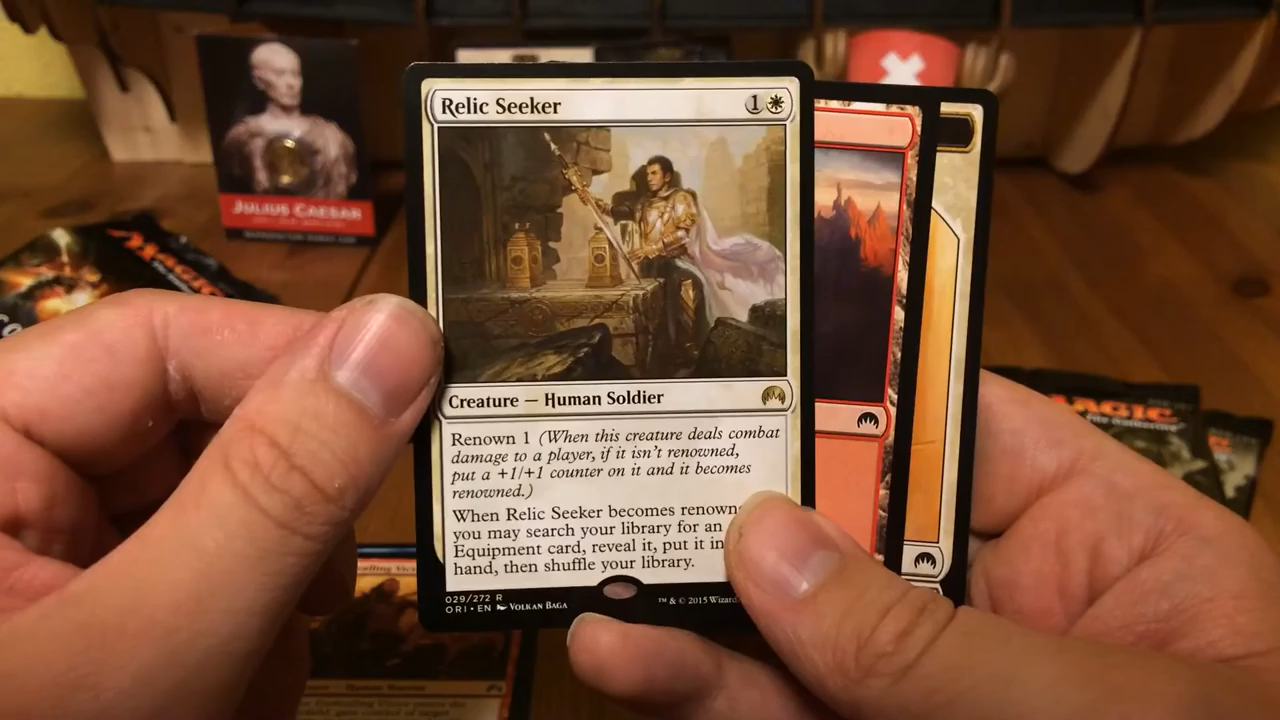 Relic Seeker
1
Creature — Human Soldier
Renown 1 (When this creature deals combat
damage to a player, if it isn't renowned,
put a +1/+1 counter on it and it becomes
renowned.)
When Relic Seeker becomes renown
you may search your library for an
Equipment card, reveal it, put it in
hand, then shuffle your library.
029/272 R
ORI • EN VOLKAN BAGA
™ & © 2015 Wizard
JULIUS CAESAR
MAGIC
AGIC